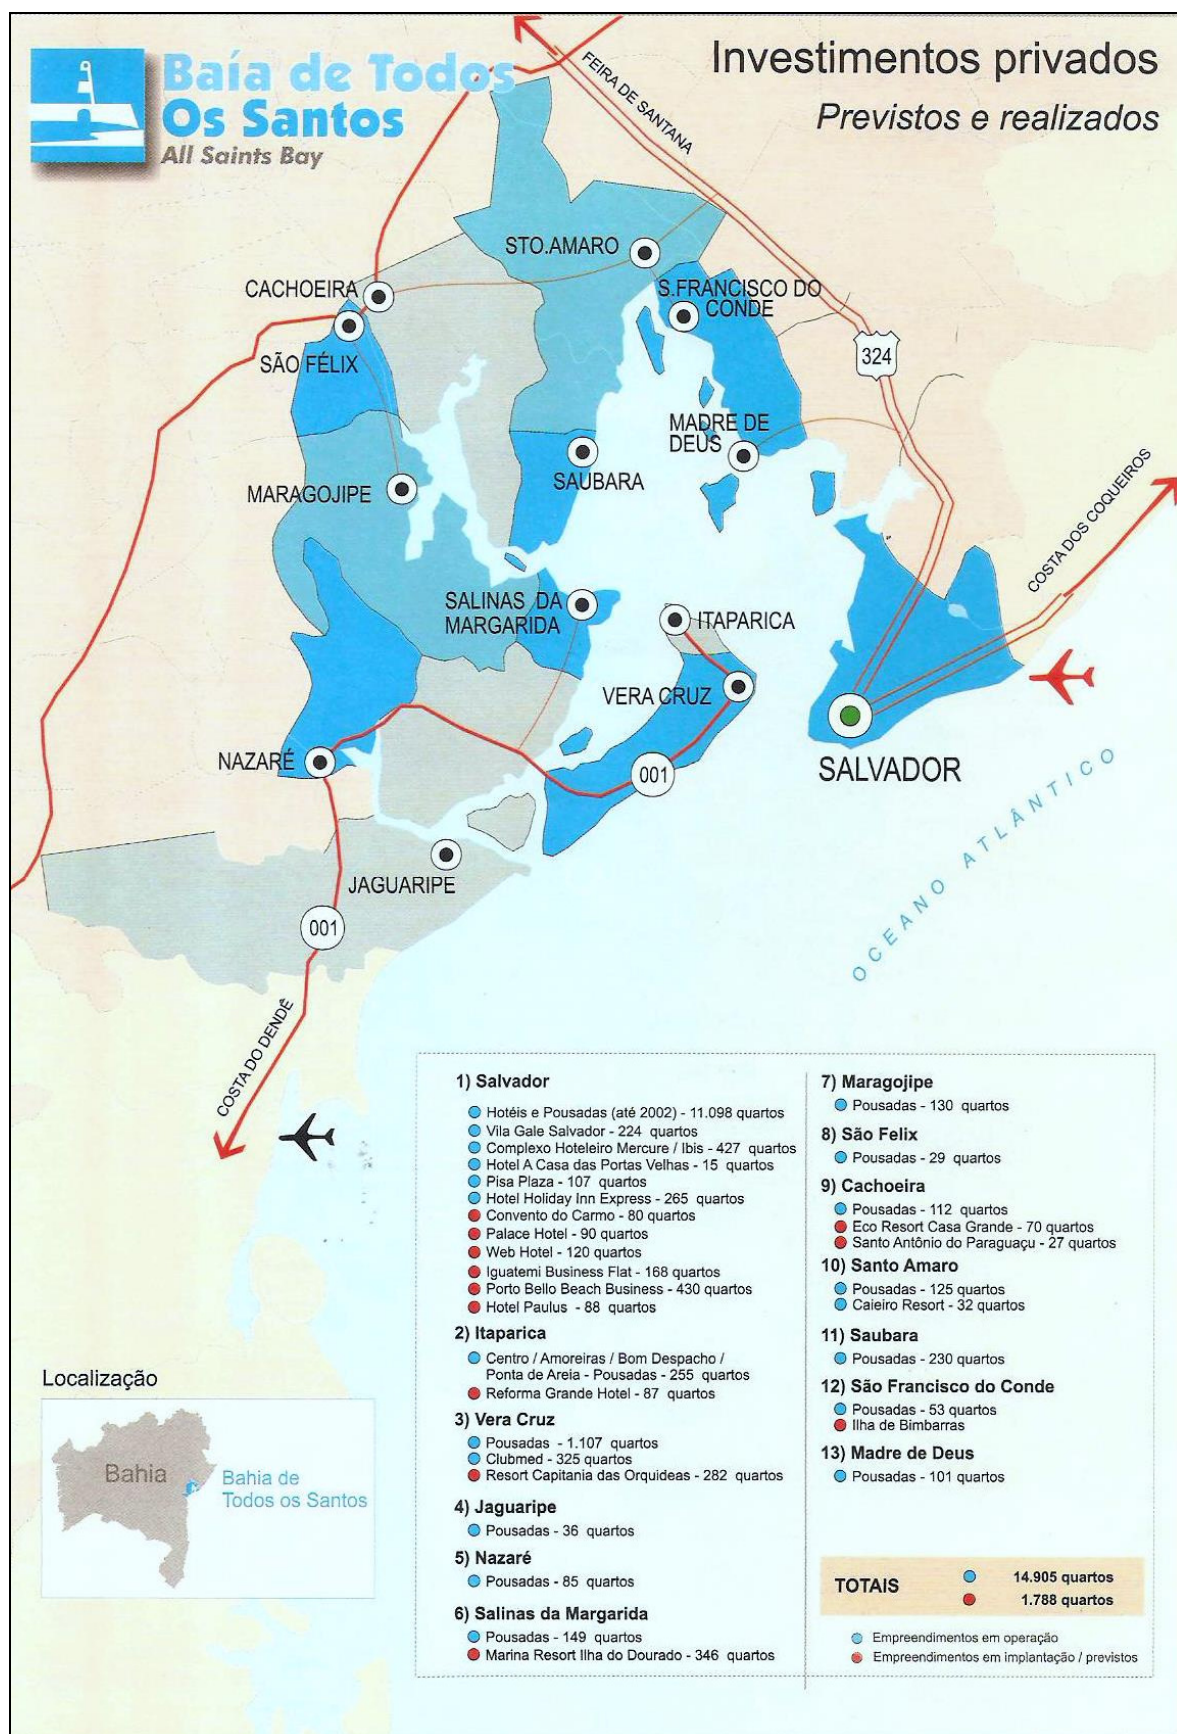 Baía de Todos
Os Santos
All Saints Bay
Investimentos privados
Previstos e realizados
FEIRA DE SANTANA
STO.AMARO
CACHOEIRA
S.FRANCISCO DO
CONDE
SÃO FÉLIX
324
MADRE DE
DEUS
SAUBARA
MARAGOJIPE
COSTA DOS COQUEIROS
SALINAS DA
MARGARIDA
ITAPARICA
VERA CRUZ
NAZARÉ
001
SALVADOR
OCEANO ATLÂNTICO
JAGUARIPE
001
COSTA DO DENDÊ
1) Salvador
Hotéis e Pousadas (até 2002) - 11.098 quartos
Vila Gale Salvador - 224 quartos
Complexo Hoteleiro Mercure / Ibis - 427 quartos
Hotel A Casa das Portas Velhas - 15 quartos
Pisa Plaza - 107 quartos
Hotel Holiday Inn Express - 265 quartos
Convento do Carmo - 80 quartos
Palace Hotel - 90 quartos
Web Hotel - 120 quartos
Iguatemi Business Flat - 168 quartos
Porto Bello Beach Business - 430 quartos
Hotel Paulus - 88 quartos
2) Itaparica
Centro / Amoreiras / Bom Despacho /
Ponta de Areia - Pousadas - 255 quartos
Reforma Grande Hotel - 87 quartos
3) Vera Cruz
Pousadas - 1.107 quartos
Clubmed - 325 quartos
Resort Capitania das Orquideas - 282 quartos
4) Jaguaripe
Pousadas - 36 quartos
5) Nazaré
Pousadas - 85 quartos
6) Salinas da Margarida
Pousadas - 149 quartos
Marina Resort Ilha do Dourado - 346 quartos
7) Maragojipe
Pousadas - 130 quartos
8) São Felix
Pousadas - 29 quartos
9) Cachoeira
Pousadas - 112 quartos
Eco Resort Casa Grande - 70 quartos
Santo Antônio do Paraguaçu - 27 quartos
10) Santo Amaro
Pousadas - 125 quartos
Caieiro Resort - 32 quartos
11) Saubara
Pousadas - 230 quartos
12) São Francisco do Conde
Pousadas - 53 quartos
Ilha de Bimbarras
13) Madre de Deus
Pousadas - 101 quartos
TOTAIS
14.905 quartos
1.788 quartos
Empreendimentos em operação
Empreendimentos em implantação / previstos
Localização
Bahia
Bahia de
Todos os Santos